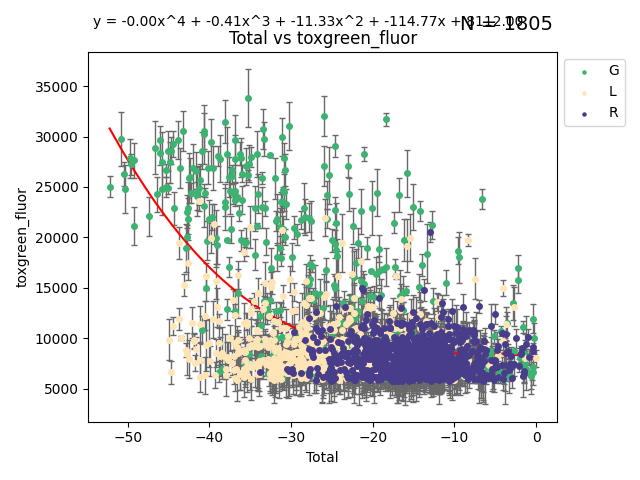 y = -0.00x^4 + -0.41x^3 + -11.33x^2 + -114.77x + 8112.00
N = 1805
Total vs toxgreen_fluor
G
L
R
35000
30000
25000
20000
15000
10000
5000
toxgreen_fluor
−50
−40
−30
−20
−10
0
Total